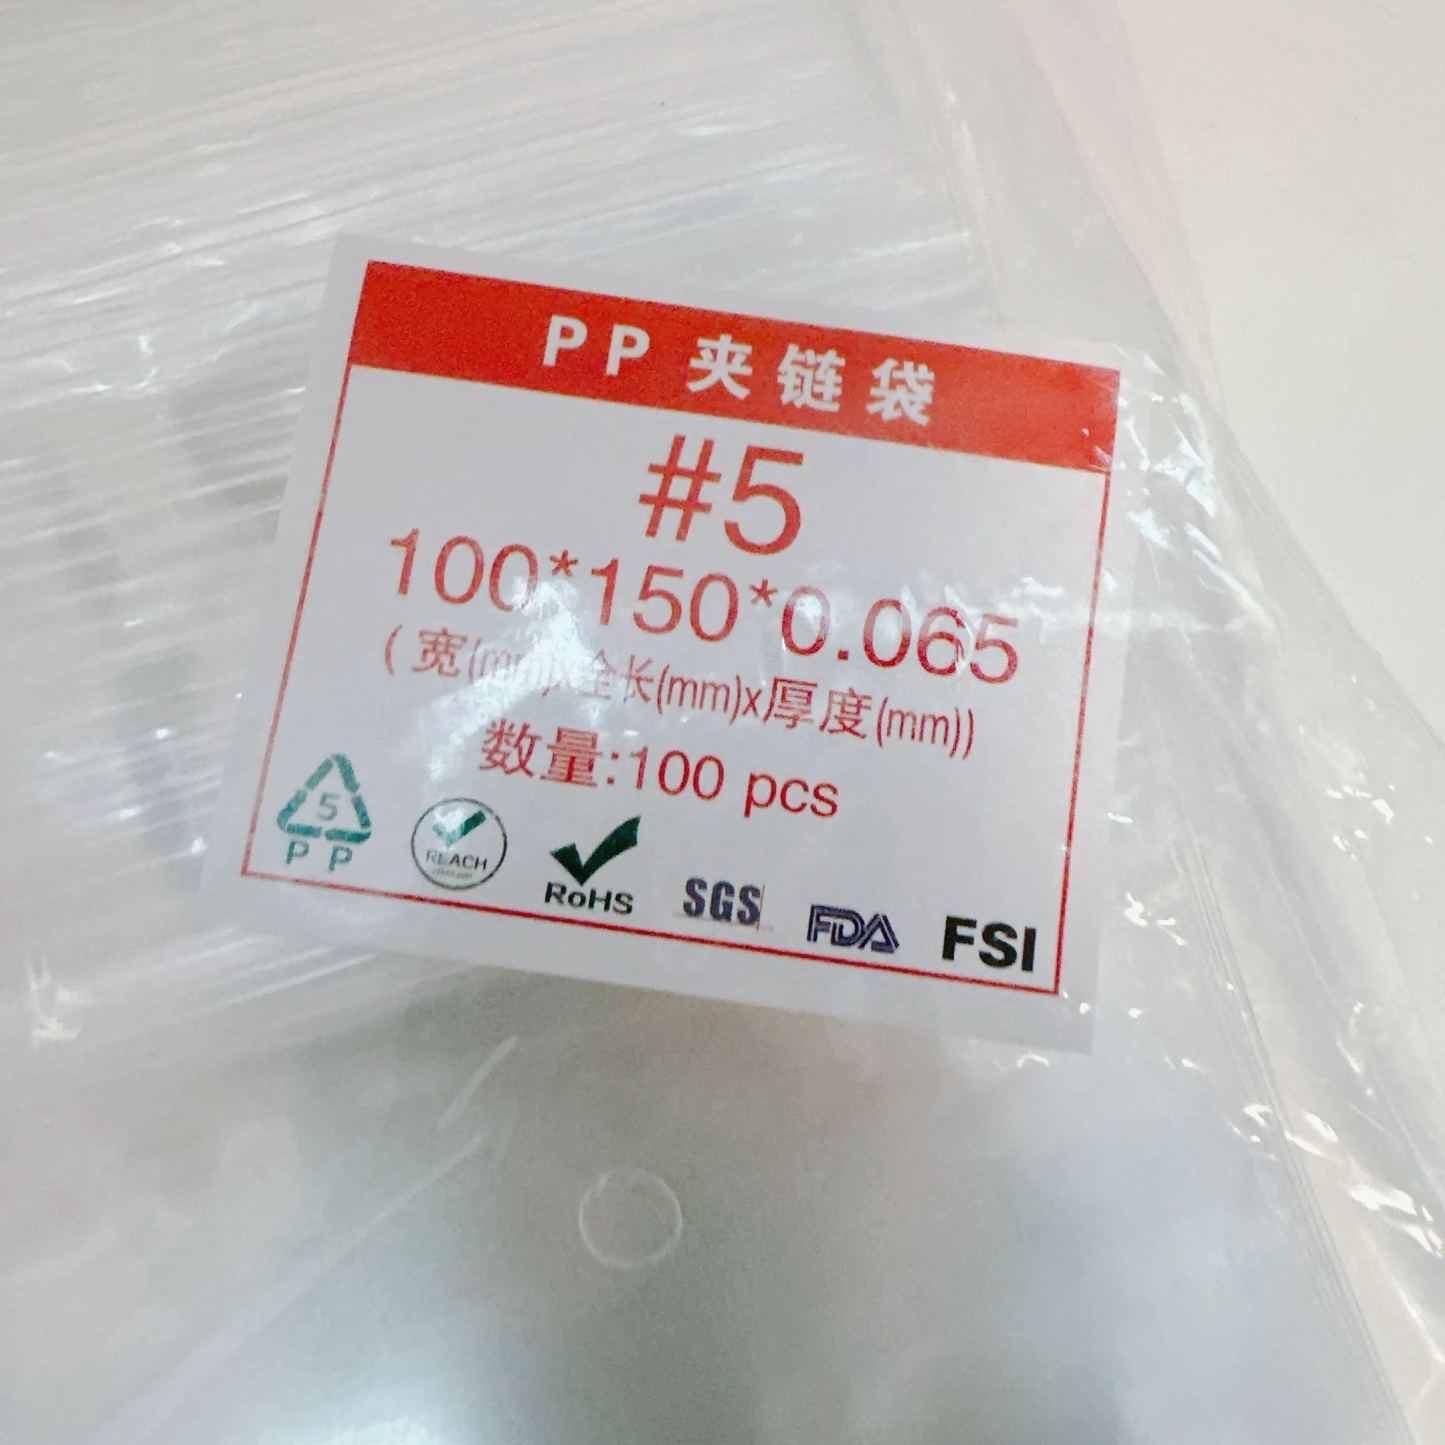 PP 夹链袋
#5
100*150*0.065
( 宽(mm)x全长(mm)x厚度(mm))
数量:100 pcs
5
PP
REACH
RoHS
SGS
FDA
FSI